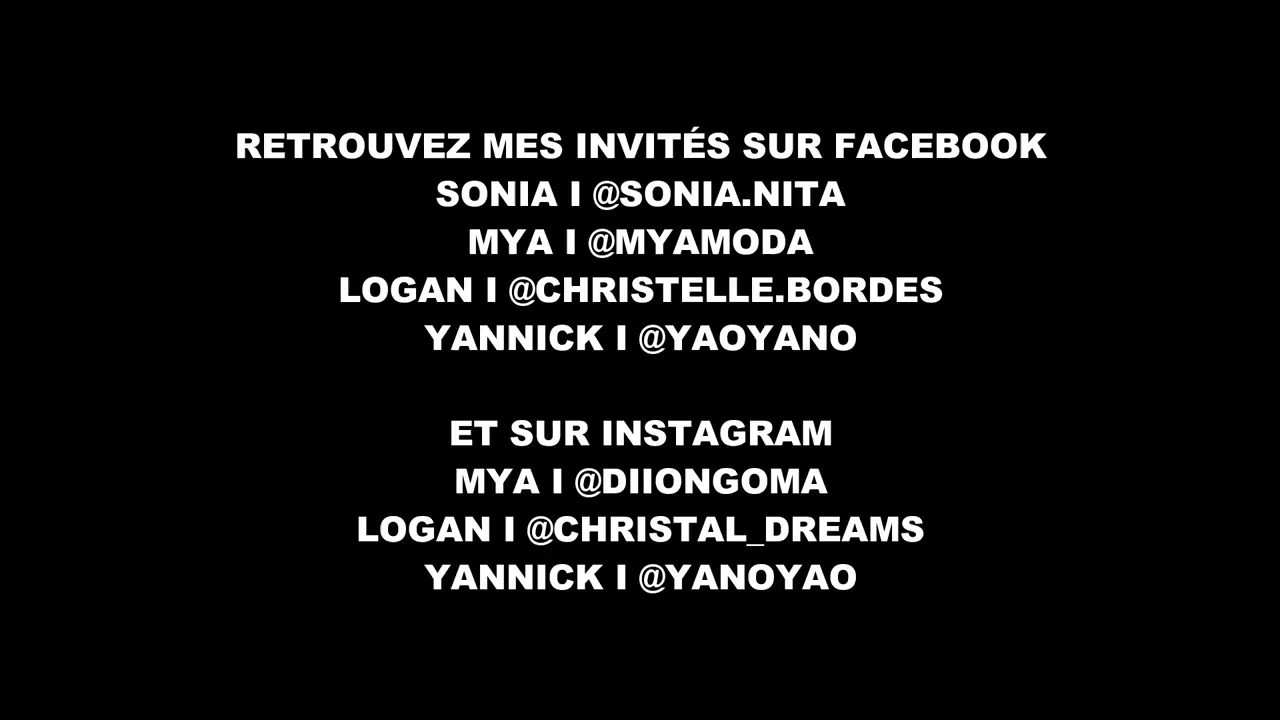 RETROUVEZ MES INVITÉS SUR FACEBOOK
SONIA I @SONIA.NITA
MYA I @MYAMODA
LOGAN I @CHRISTELLE.BORDES
YANNICK I @YAOYANO
ET SUR INSTAGRAM
MYA I @DIIONGOMA
LOGAN I @CHRISTAL_DREAMS
YANNICK I @YANOYAO